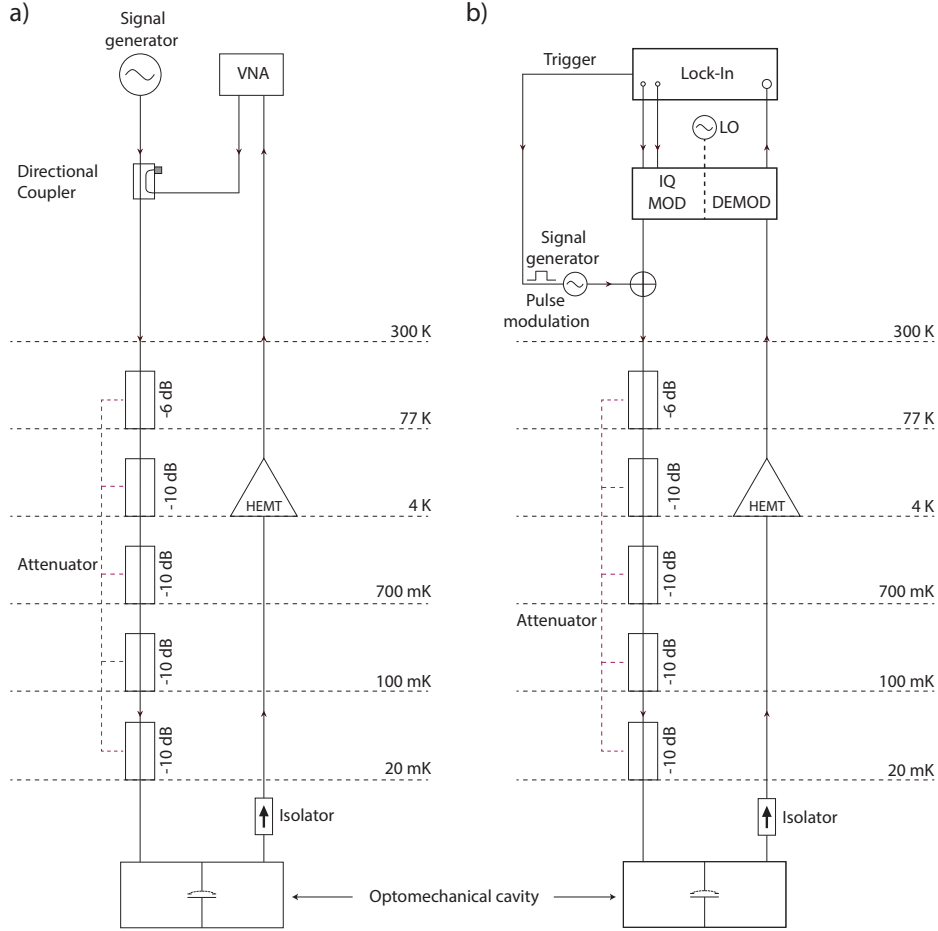 a)
Signal
generator
VNA
Directional
Coupler
300 K
-6 dB
77 K
-10 dB
HEMT
4 K
Attenuator
-10 dB
700 mK
-10 dB
100 mK
-10 dB
20 mK
Isolator
Optomechanical cavity
b)
Trigger
Lock-In
LO
IQ
MOD
DEMOD
Signal
generator
Pulse
modulation
300 K
-6 dB
77 K
-10 dB
HEMT
4 K
-10 dB
700 mK
Attenuator
-10 dB
100 mK
-10 dB
20 mK
Isolator